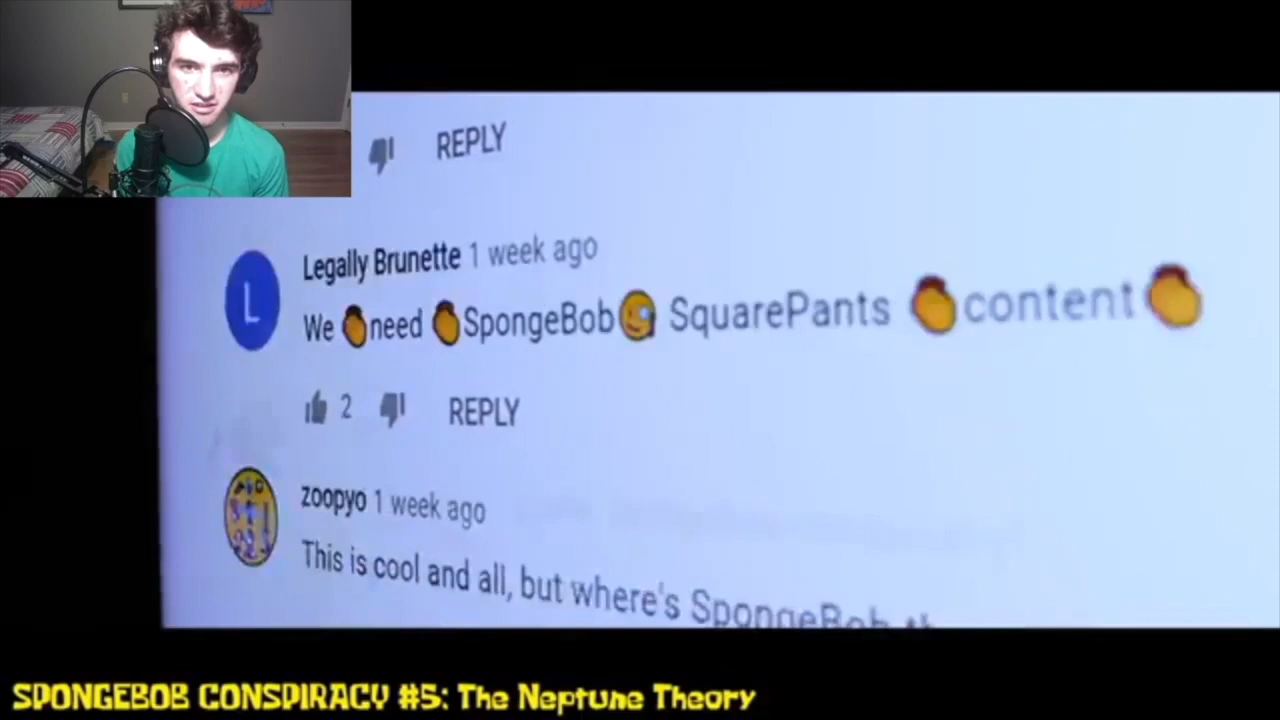 REPLY
Legally Brunette 1 week ago
We 👏need 👏SpongeBob🧐 SquarePants 👏content👏
2
REPLY
L
zoopyo 1 week ago
This is cool and all, but where's SpongeBob
SPONGEBOB CONSPIRACY #5: The Neptune Theory